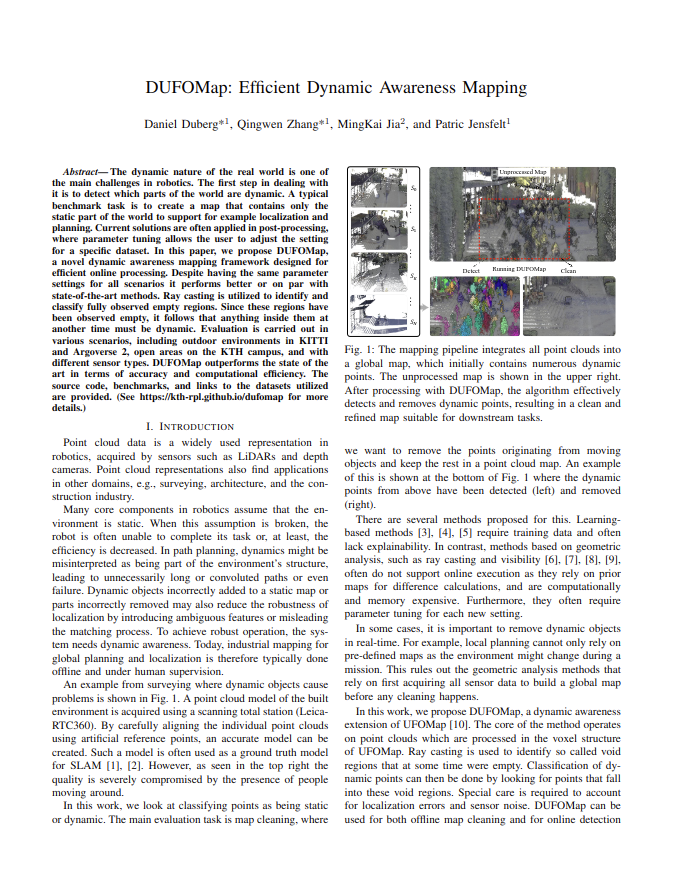 DUFOMap: Efficient Dynamic Awareness Mapping
Daniel Duberg*1, Qingwen Zhang*1, MingKai Jia2, and Patric Jensfelt1
Abstract— The dynamic nature of the real world is one of
the main challenges in robotics. The first step in dealing with
it is to detect which parts of the world are dynamic. A typical
benchmark task is to create a map that contains only the
static part of the world to support for example localization and
planning. Current solutions are often applied in post-processing,
where parameter tuning allows the user to adjust the setting
for a specific dataset. In this paper, we propose DUFOMap,
a novel dynamic awareness mapping framework designed for
efficient online processing. Despite having the same parameter
settings for all scenarios it performs better or on par with
state-of-the-art methods. Ray casting is utilized to identify and
classify fully observed empty regions. Since these regions have
been observed empty, it follows that anything inside them at
another time must be dynamic. Evaluation is carried out in
various scenarios, including outdoor environments in KITTI
and Argoverse 2, open areas on the KTH campus, and with
different sensor types. DUFOMap outperforms the state of the
art in terms of accuracy and computational efficiency. The
source code, benchmarks, and links to the datasets utilized
are provided. (See https://kth-rpl.github.io/dufomap for more
details.)
I. INTRODUCTION
Point cloud data is a widely used representation in
robotics, acquired by sensors such as LiDARs and depth
cameras. Point cloud representations also find applications
in other domains, e.g., surveying, architecture, and the con-
struction industry.
Many core components in robotics assume that the en-
vironment is static. When this assumption is broken, the
robot is often unable to complete its task or, at least, the
efficiency is decreased. In path planning, dynamics might be
misinterpreted as being part of the environment's structure,
leading to unnecessarily long or convoluted paths or even
failure. Dynamic objects incorrectly added to a static map or
parts incorrectly removed may also reduce the robustness of
localization by introducing ambiguous features or misleading
the matching process. To achieve robust operation, the sys-
tem needs dynamic awareness. Today, industrial mapping for
global planning and localization is therefore typically done
offline and under human supervision.
An example from surveying where dynamic objects cause
problems is shown in Fig. 1. A point cloud model of the built
environment is acquired using a scanning total station (Leica-
RTC360). By carefully aligning the individual point clouds
using artificial reference points, an accurate model can be
created. Such a model is often used as a ground truth model
for SLAM [1], [2]. However, as seen in the top right the
quality is severely compromised by the presence of people
moving around.
In this work, we look at classifying points as being static
or dynamic. The main evaluation task is map cleaning, where
Unprocessed Map
Detect
Running DUFOMap
Clean
Fig. 1: The mapping pipeline integrates all point clouds into
a global map, which initially contains numerous dynamic
points. The unprocessed map is shown in the upper right.
After processing with DUFOMap, the algorithm effectively
detects and removes dynamic points, resulting in a clean and
refined map suitable for downstream tasks.
we want to remove the points originating from moving
objects and keep the rest in a point cloud map. An example
of this is shown at the bottom of Fig. 1 where the dynamic
points from above have been detected (left) and removed
(right).
There are several methods proposed for this. Learning-
based methods [3], [4], [5] require training data and often
lack explainability. In contrast, methods based on geometric
analysis, such as ray casting and visibility [6], [7], [8], [9],
often do not support online execution as they rely on prior
maps for difference calculations, and are computationally
and memory expensive. Furthermore, they often require
parameter tuning for each new setting.
In some cases, it is important to remove dynamic objects
in real-time. For example, local planning cannot only rely on
pre-defined maps as the environment might change during a
mission. This rules out the geometric analysis methods that
rely on first acquiring all sensor data to build a global map
before any cleaning happens.
In this work, we propose DUFOMap, a dynamic awareness
extension of UFOMap [10]. The core of the method operates
on point clouds which are processed in the voxel structure
of UFOMap. Ray casting is used to identify so called void
regions that at some time were empty. Classification of dy-
namic points can then be done by looking for points that fall
into these void regions. Special care is required to account
for localization errors and sensor noise. DUFOMap can be
used for both offline map cleaning and for online detection